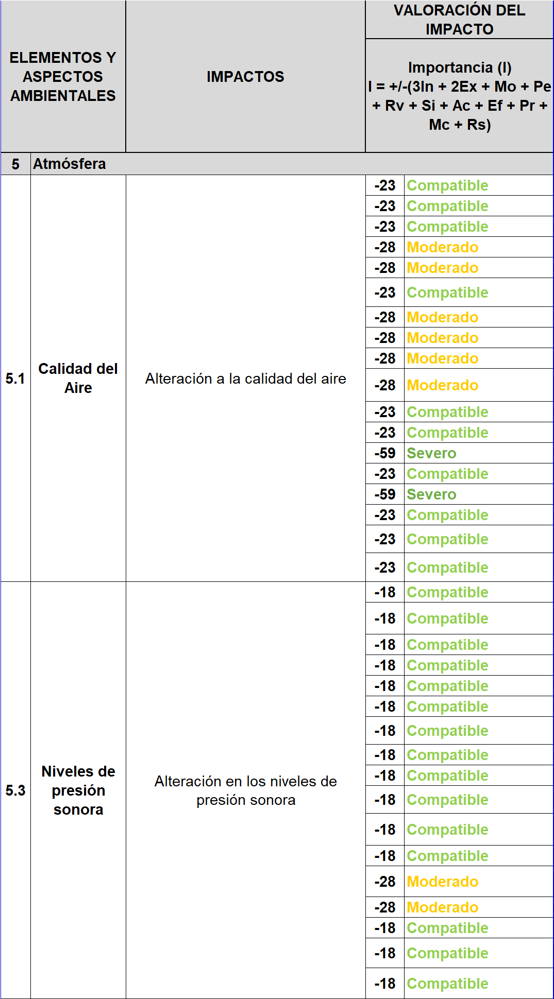 ELEMENTOS Y
ASPECTOS
AMBIENTALES
IMPACTOS
VALORACIÓN DEL
IMPACTO
Importancia (I)
I = +/-(3In + 2Ex + Mo + Pe
+ Rv + Si + Ac + Ef + Pr +
Mc + Rs)
5 Atmósfera
5.1
Calidad del
Aire
Alteración a la calidad del aire
-23 Compatible
-23 Compatible
-23 Compatible
-28 Moderado
-28 Moderado
-23 Compatible
-28 Moderado
-28 Moderado
-28 Moderado
-28 Moderado
-23 Compatible
-23 Compatible
-59 Severo
-23 Compatible
-59 Severo
-23 Compatible
-23 Compatible
-23 Compatible
5.3
Niveles de
presión
sonora
Alteración en los niveles de
presión sonora
-18 Compatible
-18 Compatible
-18 Compatible
-18 Compatible
-18 Compatible
-18 Compatible
-18 Compatible
-18 Compatible
-18 Compatible
-18 Compatible
-18 Compatible
-18 Compatible
-28 Moderado
-28 Moderado
-18 Compatible
-18 Compatible
-18 Compatible